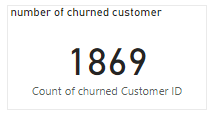 number of churned customer
1869
Count of churned Customer ID